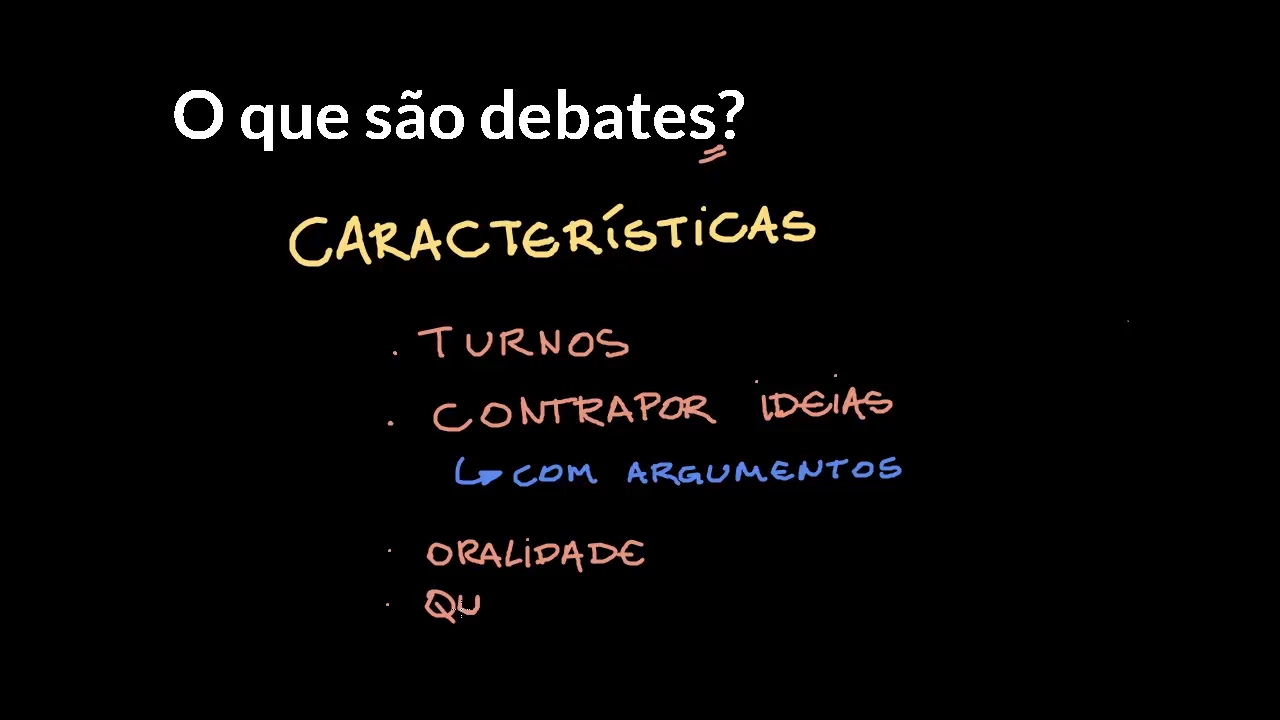 O que são debates?
CARACTERÍSTICAS
. TURNOS
. CONTRAPOR IDEIAS
↳ COM ARGUMENTOS
. ORALIDADE
. QU